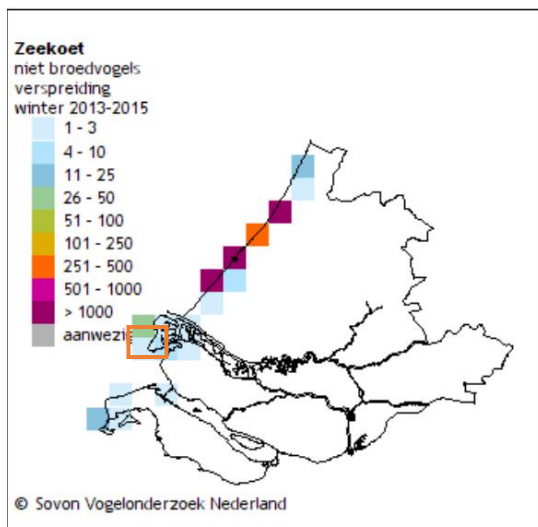 Zeekoet
niet broedvogels
verspreiding
winter 2013-2015
1 - 3
4 - 10
11 - 25
26 - 50
51 - 100
101 - 250
251 - 500
501 - 1000
> 1000
aanwezi
© Sovon Vogelonderzoek Nederland